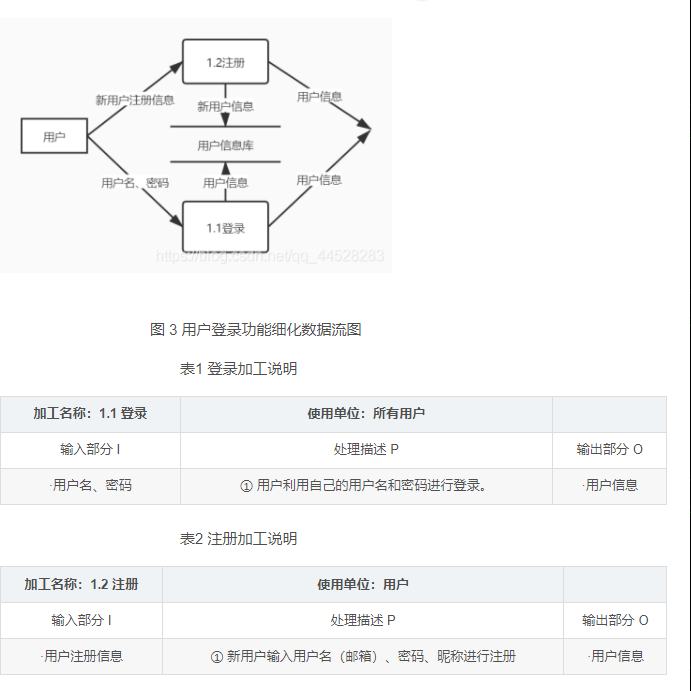 1.2注册
新用户注册信息
用户信息
新用户信息
用户
用户信息库
用户名、密码
用户信息
用户信息
1.1登录
https://blog.csdn.net/qq_44528283
图 3 用户登录功能细化数据流图
表1 登录加工说明
加工名称：1.1 登录 使用单位：所有用户
输入部分 I 处理描述 P 输出部分 O
·用户名、密码 ① 用户利用自己的用户名和密码进行登录。 ·用户信息
表2 注册加工说明
加工名称：1.2 注册 使用单位：用户
输入部分 I 处理描述 P 输出部分 O
·用户注册信息 ① 新用户输入用户名（邮箱）、密码、昵称进行注册 ·用户信息